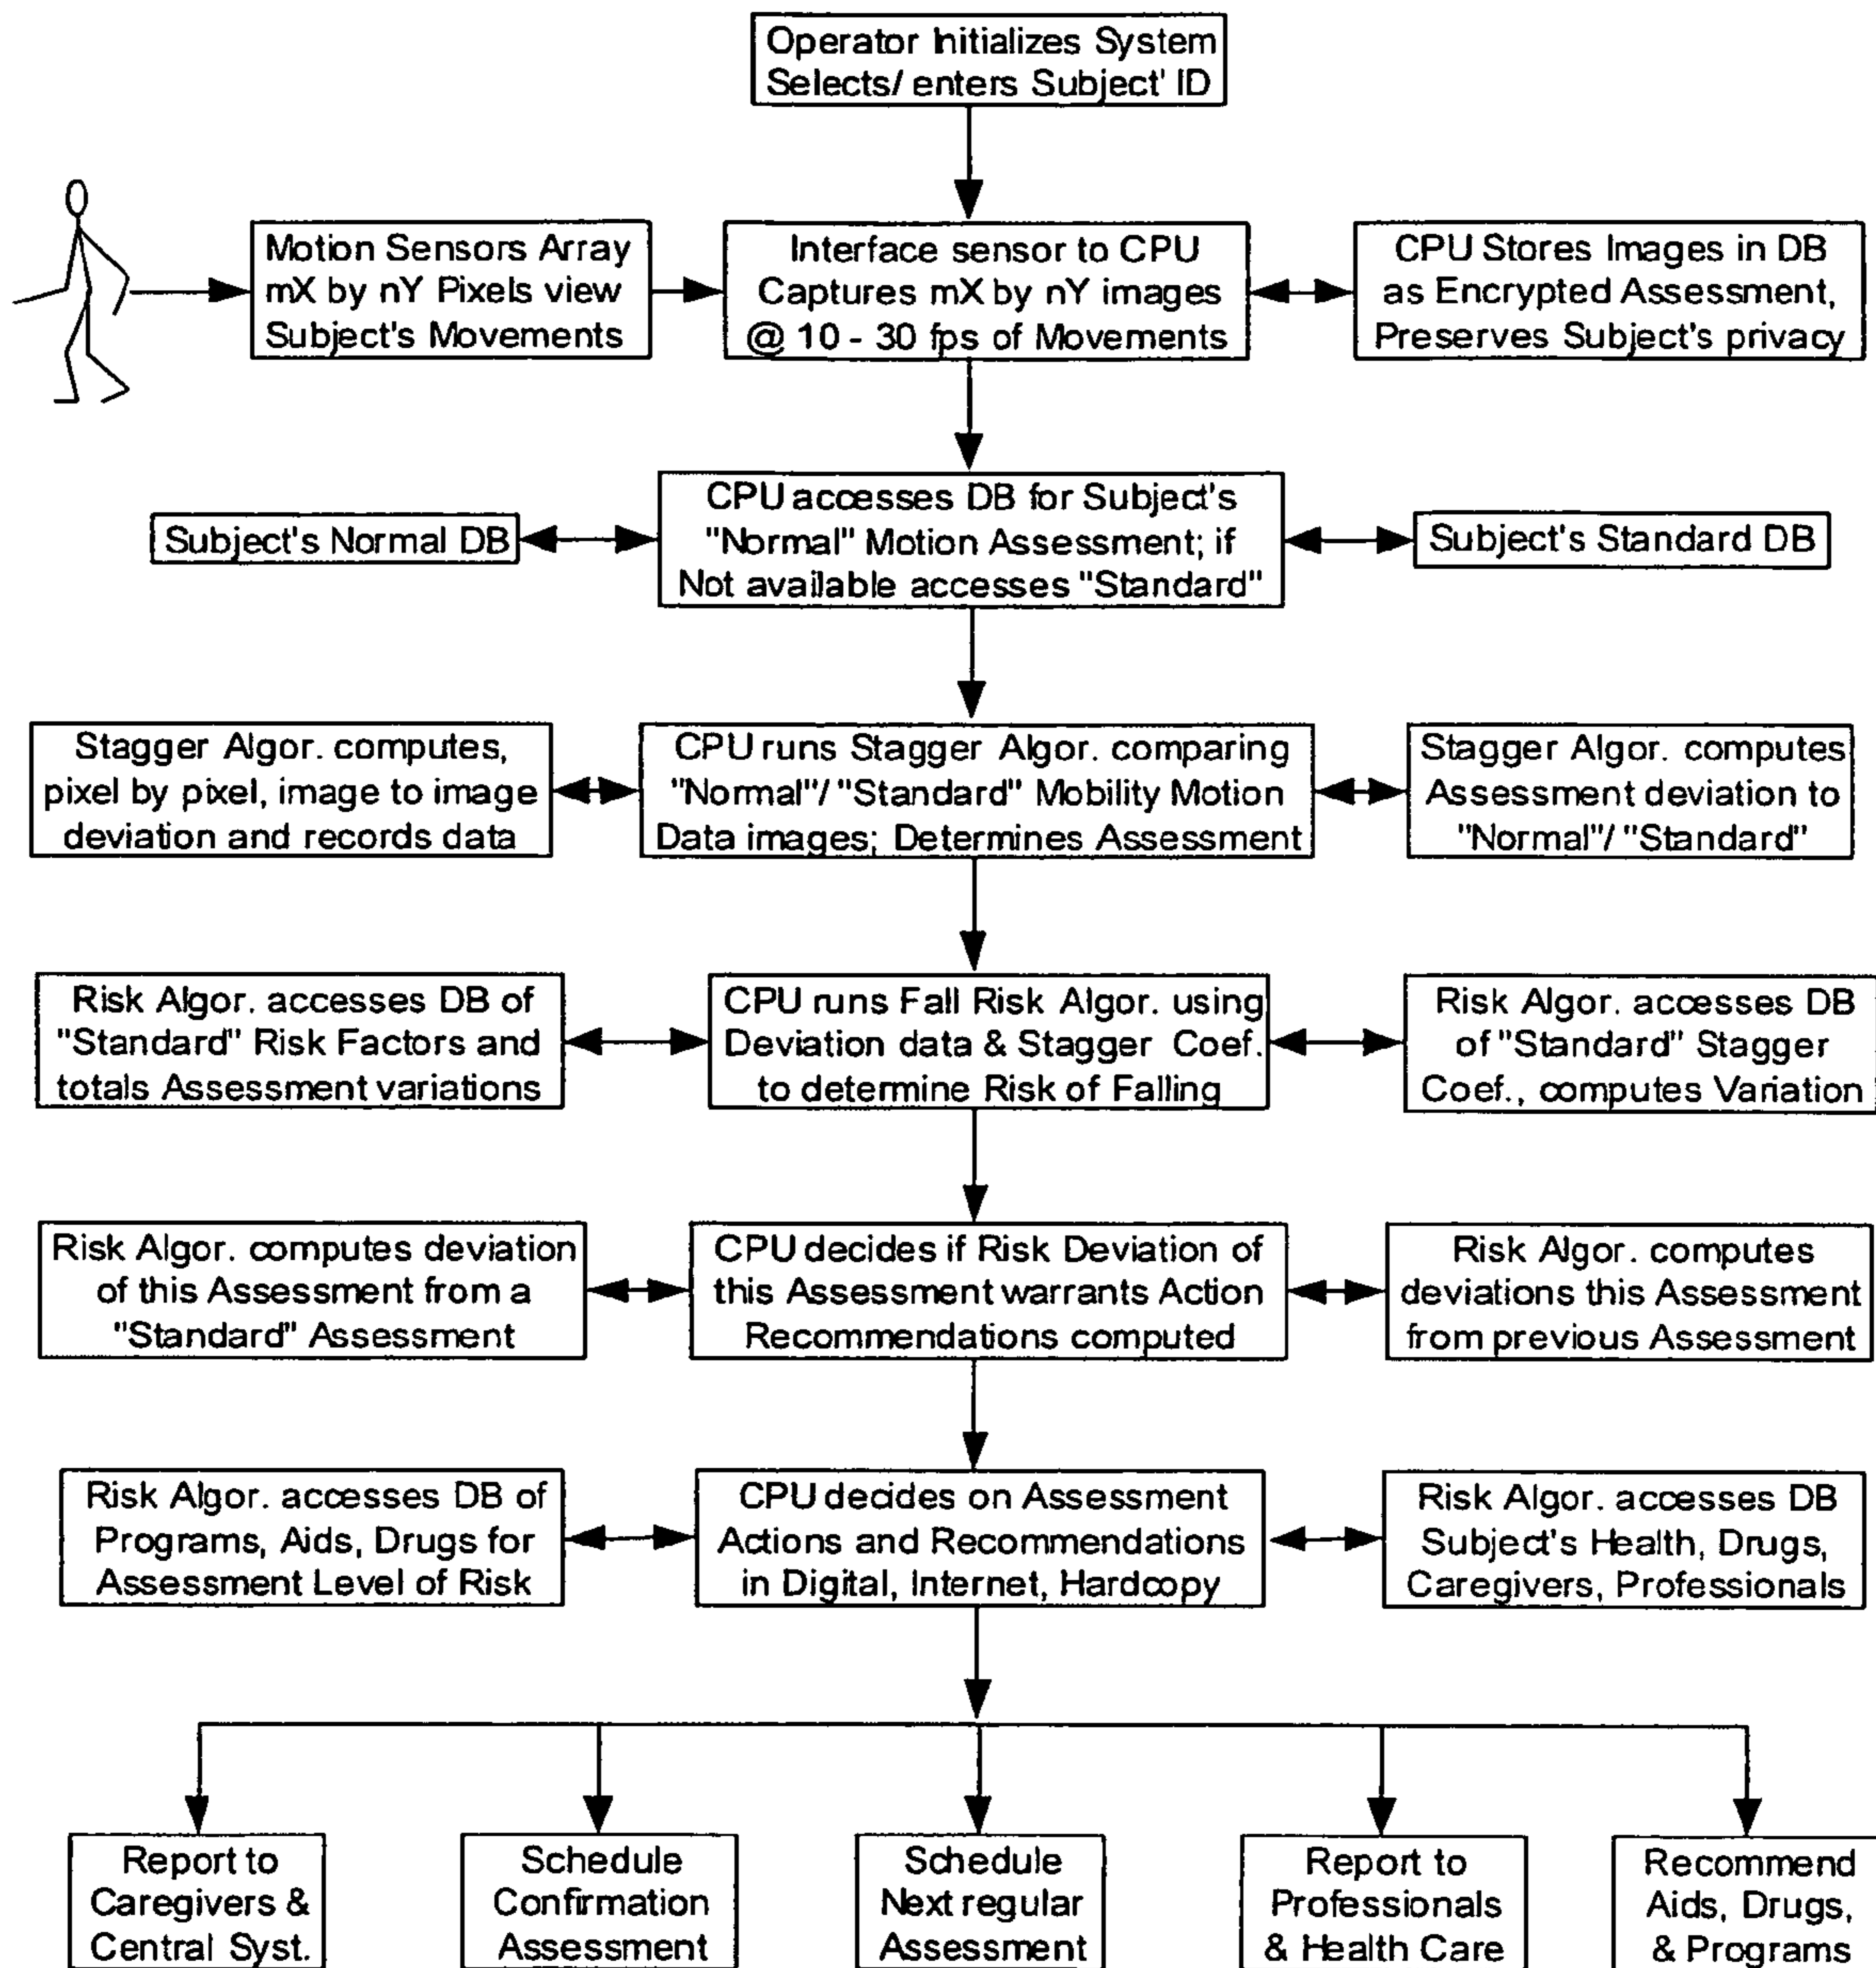 Operator Initializes System
Selects/ enters Subject' ID
Motion Sensors Array
mX by nY Pixels view
Subject's Movements
Interface sensor to CPU
Captures mX by nY images
@ 10 - 30 fps of Movements
CPU Stores Images in DB
as Encrypted Assessment,
Preserves Subject's privacy
Subject's Normal DB
CPU accesses DB for Subject's
"Normal" Motion Assessment; if
Not available accesses "Standard"
Subject's Standard DB
Stagger Algor. computes,
pixel by pixel, image to image
deviation and records data
CPU runs Stagger Algor. comparing
"Normal"/ "Standard" Mobility Motion
Data images; Determines Assessment
Stagger Algor. computes
Assessment deviation to
"Normal"/ "Standard"
Risk Algor. accesses DB of
"Standard" Risk Factors and
totals Assessment variations
CPU runs Fall Risk Algor. using
Deviation data & Stagger Coef.
to determine Risk of Falling
Risk Algor. accesses DB
of "Standard" Stagger
Coef., computes Variation
Risk Algor. computes deviation
of this Assessment from a
"Standard" Assessment
CPU decides if Risk Deviation of
this Assessment warrants Action
Recommendations computed
Risk Algor. computes
deviations this Assessment
from previous Assessment
Risk Algor. accesses DB of
Programs, Aids, Drugs for
Assessment Level of Risk
CPU decides on Assessment
Actions and Recommendations
in Digital, Internet, Hardcopy
Risk Algor. accesses DB
Subject's Health, Drugs,
Caregivers, Professionals
Report to
Caregivers &
Central Syst.
Schedule
Confirmation
Assessment
Schedule
Next regular
Assessment
Report to
Professionals
& Health Care
Recommend
Aids, Drugs,
& Programs